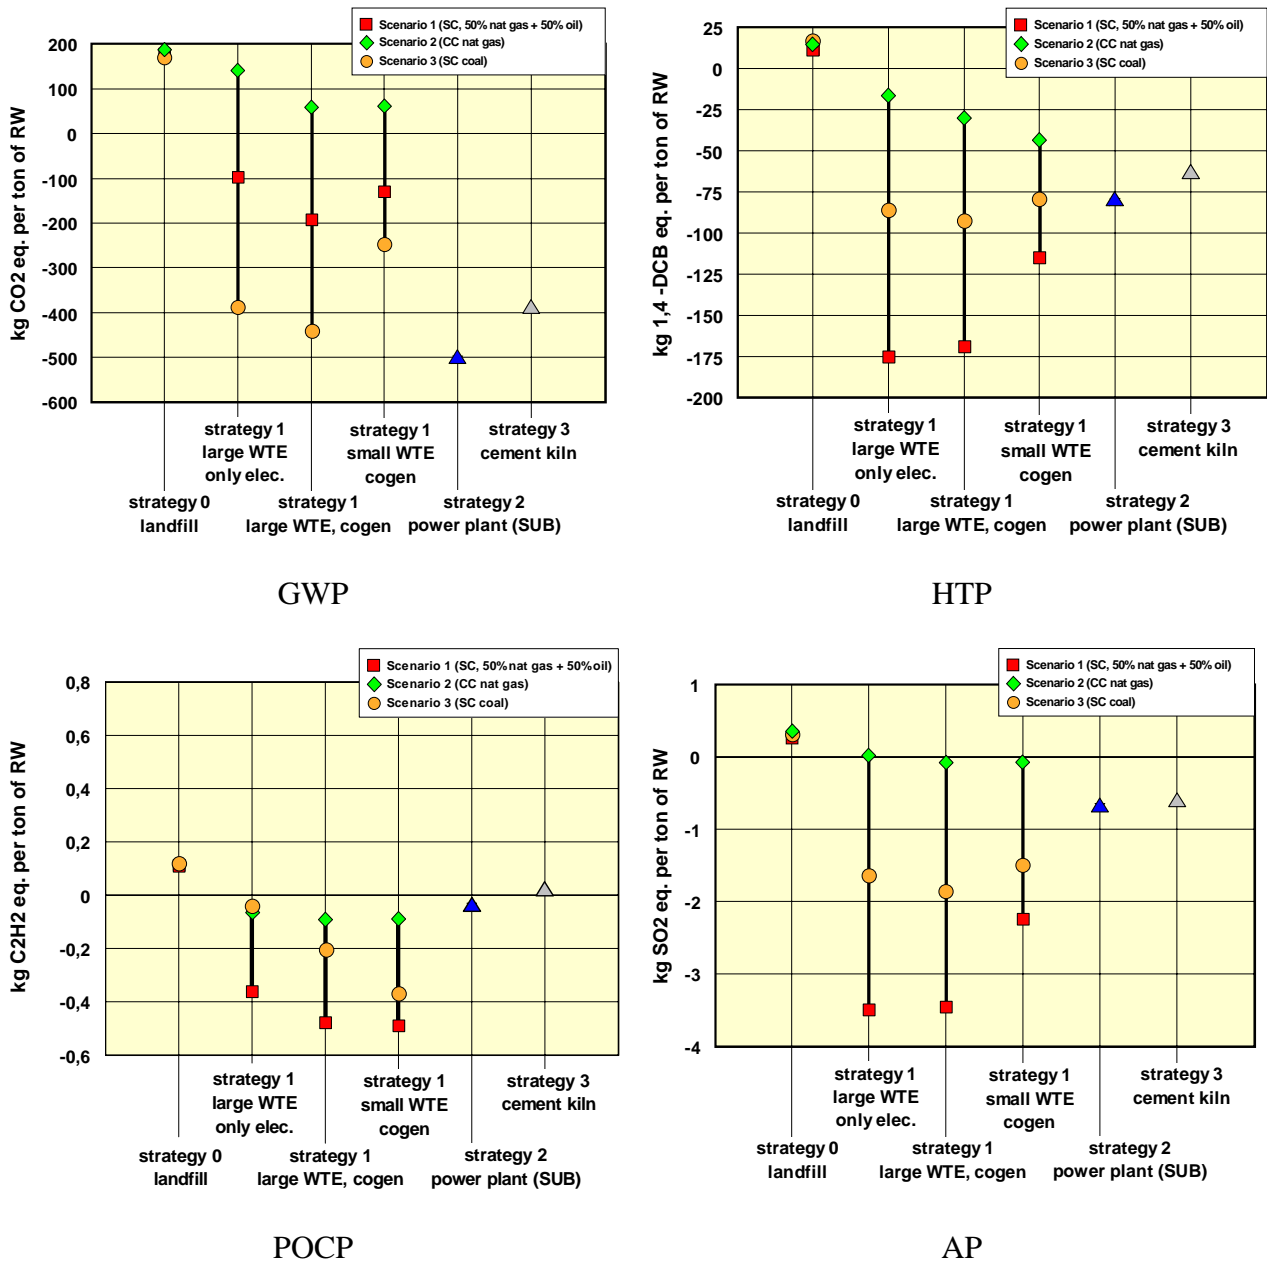 Scenario 1 (SC, 50% nat gas + 50% oil)
Scenario 2 (CC nat gas)
Scenario 3 (SC coal)
200
100
0
-100
-200
-300
-400
-500
-600
kg CO2 eq. per ton of RW
strategy 1
large WTE
only elec.
strategy 1
small WTE
cogen
strategy 3
cement kiln
strategy 0
landfill
strategy 1
large WTE, cogen
strategy 2
power plant (SUB)
GWP
Scenario 1 (SC, 50% nat gas + 50% oil)
Scenario 2 (CC nat gas)
Scenario 3 (SC coal)
25
0
-25
-50
-75
-100
-125
-150
-175
-200
kg 1,4 -DCB eq. per ton of RW
strategy 1
large WTE
only elec.
strategy 1
small WTE
cogen
strategy 3
cement kiln
strategy 0
landfill
strategy 1
large WTE, cogen
strategy 2
power plant (SUB)
HTP
Scenario 1 (SC, 50% nat gas + 50% oil)
Scenario 2 (CC nat gas)
Scenario 3 (SC coal)
0,8
0,6
0,4
0,2
0
-0,2
-0,4
-0,6
kg C2H2 eq. per ton of RW
strategy 1
large WTE
only elec.
strategy 1
small WTE
cogen
strategy 3
cement kiln
strategy 0
landfill
strategy 1
large WTE, cogen
strategy 2
power plant (SUB)
POCP
Scenario 1 (SC, 50% nat gas + 50% oil)
Scenario 2 (CC nat gas)
Scenario 3 (SC coal)
1
0
-1
-2
-3
-4
kg SO2 eq. per ton of RW
strategy 1
large WTE
only elec.
strategy 1
small WTE
cogen
strategy 3
cement kiln
strategy 0
landfill
strategy 1
large WTE, cogen
strategy 2
power plant (SUB)
AP